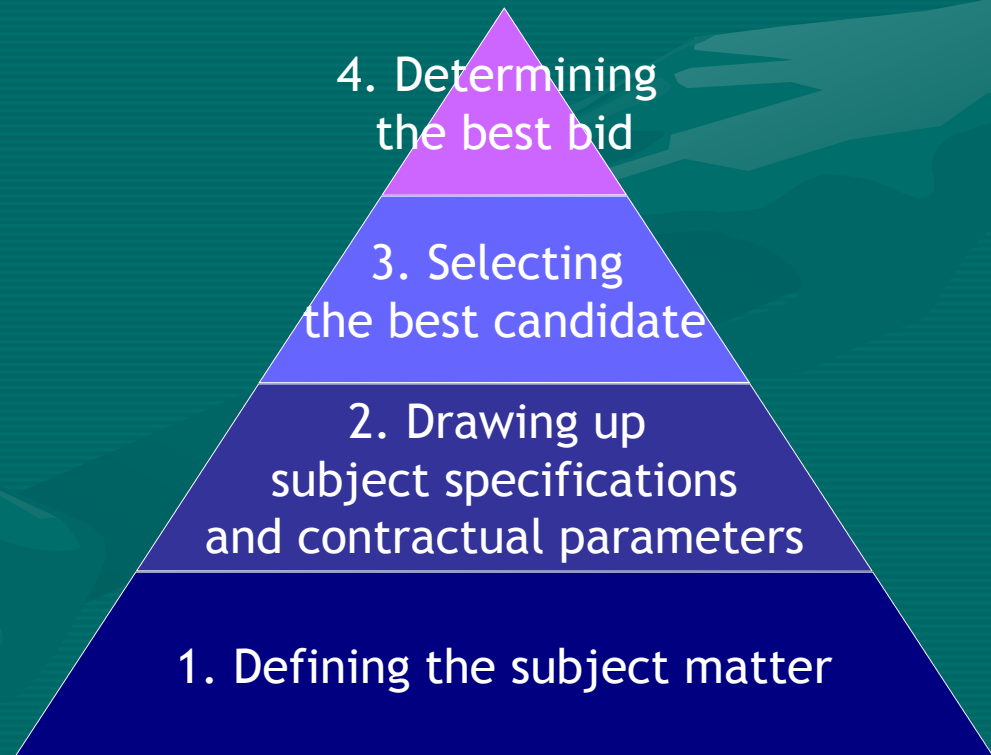 4. Determining
the best bid
3. Selecting
the best candidate
2. Drawing up
subject specifications
and contractual parameters
1. Defining the subject matter